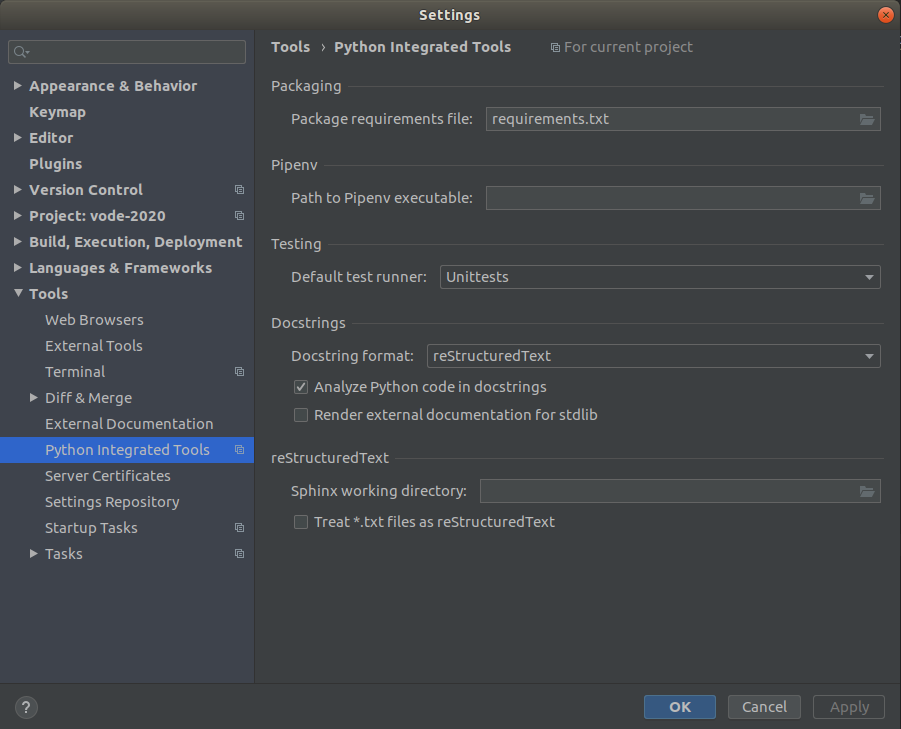 Settings
Appearance & Behavior
Keymap
Editor
Plugins
Version Control
Project: vode-2020
Build, Execution, Deployment
Languages & Frameworks
Tools
Web Browsers
External Tools
Terminal
Diff & Merge
External Documentation
Python Integrated Tools
Server Certificates
Settings Repository
Startup Tasks
Tasks
Tools › Python Integrated Tools For current project
Packaging
Package requirements file: requirements.txt
Pipenv
Path to Pipenv executable:
Testing
Default test runner: Unittests
Docstrings
Docstring format: reStructuredText
Analyze Python code in docstrings
Render external documentation for stdlib
reStructuredText
Sphinx working directory:
Treat *.txt files as reStructuredText
? OK Cancel Apply